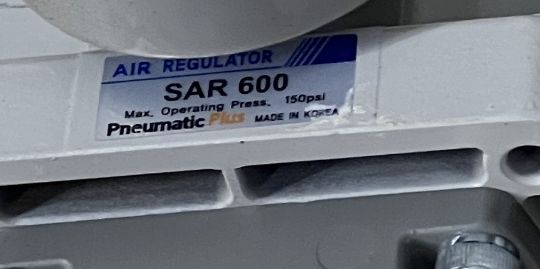 AIR REGULATOR
SAR 600
Max. Operating Press. 150psi
Pneumatic Plus MADE IN KOREA